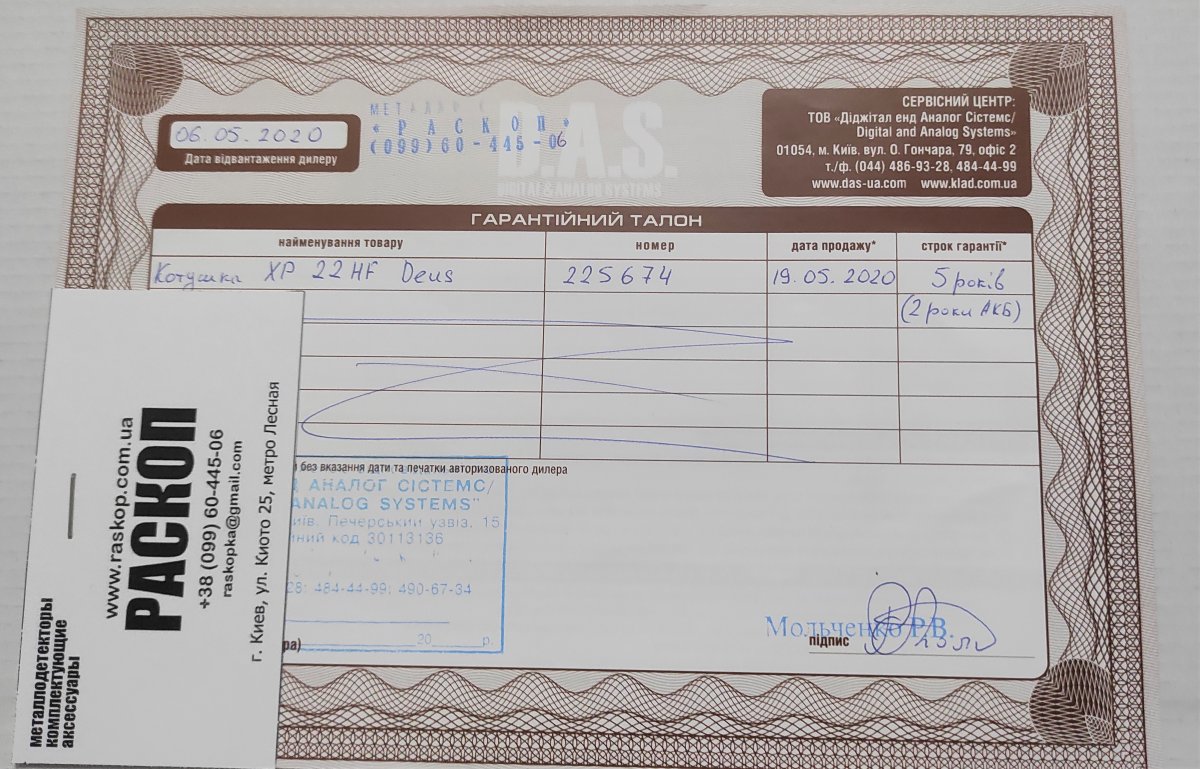 06.05.2020
Дата відвантаження дилеру
«РАСКОП»
(099)60-445-06
D.A.S.
DIGITAL & ANALOG SYSTEMS
СЕРВІСНИЙ ЦЕНТР:
ТОВ «Діджітал енд Аналог Сістемс/
Digital and Analog Systems»
01054, м. Київ. вул. О. Гончара, 79, офіс 2
т./ф. (044) 486-93-28, 484-44-99
www.das-ua.com www.klad.com.ua
ГАРАНТІЙНИЙ ТАЛОН
найменування товару номер дата продажу* строк гарантії*
Котушка XP 22HF Deus 225674 19.05.2020 5 років
(2 роки АКБ)
без вказання дати та печатки авторизованого дилера
АНАЛОГ СІСТЕМС/
ANALOG SYSTEMS"
Печерський узвіз. 15
код 30113136
484-44-99; 490-67-34
20 р.
Мольченко Р.В.
підпис
www.raskop.com.ua
РАСКОП
+38 (099) 60-445-06
raskopka@gmail.com
г. Киев, ул. Киото 25, метро Лесная
металлодетекторы
комплектующие
аксессуары